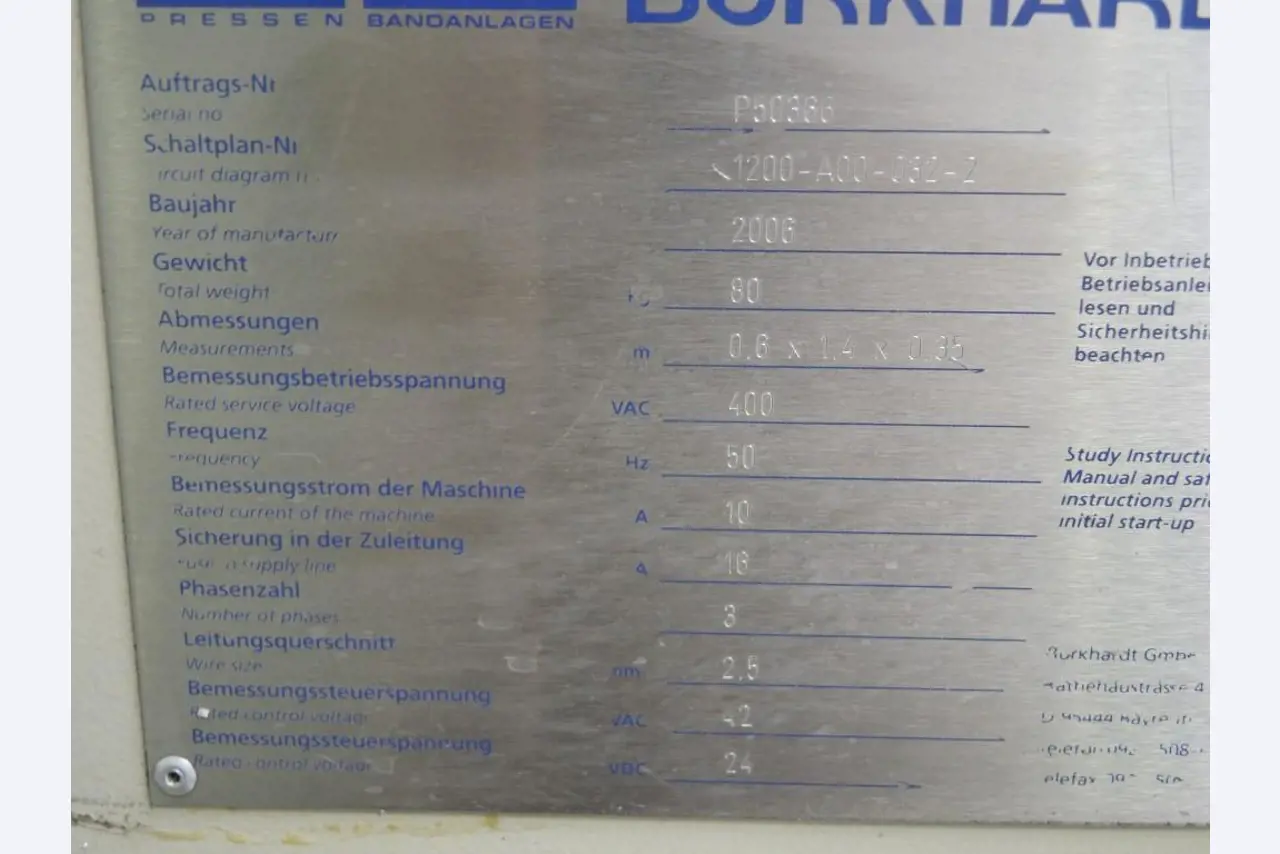 PRESSEN BANDANLAGEN
Auftrags-Nr
Serial no
Schaltplan-Nr 1200-A00-032-2
circuit diagram
Baujahr 2006
Year of manufacture
Gewicht
Total weight kg 80
Abmessungen
Measurements m 0.6 x 1.4 x 0.35
Bemessungsbetriebsspannung
Rated service voltage VAC 400
Frequenz
Frequency Hz 50
Bemessungsstrom der Maschine
Rated current of the machine A 10
Sicherung in der Zuleitung
supply line A 16
Phasenzahl
Number of phases 3
Leitungsquerschnitt
Wire size 2.5
Bemessungssteuerspannung
Rated control voltage VAC 42
Bemessungssteuerspannung
Rated control voltage VDC 24
Vor Inbetrieb
Betriebsanlei
lesen und
Sicherheitshi
beachten
Study Instructio
Manual and saf
instructions pri
initial start-up
Burkhardt GmbH